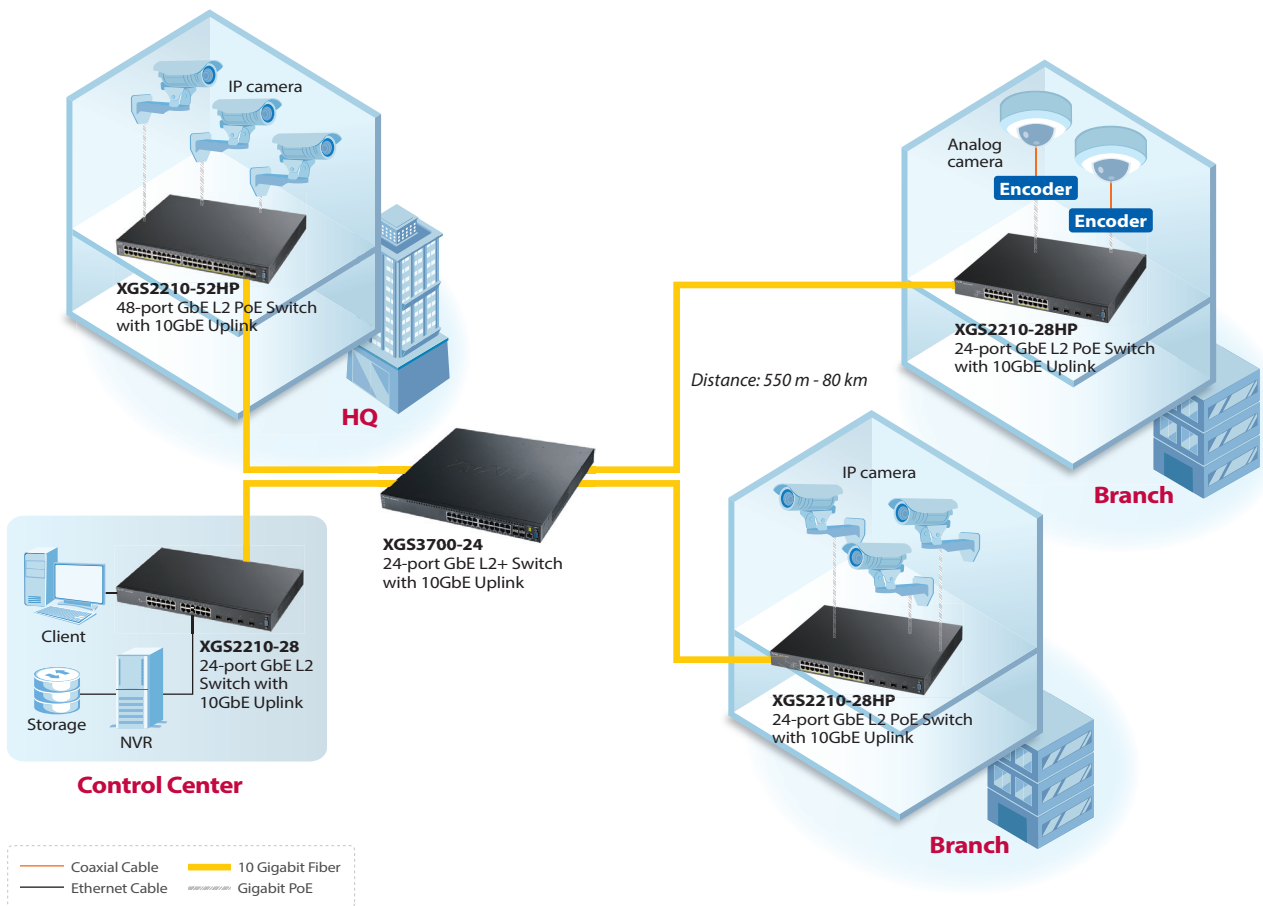 IP camera
XGS2210-52HP
48-port GbE L2 PoE Switch
with 10GbE Uplink
HQ
Analog
camera
Encoder
Encoder
XGS2210-28HP
24-port GbE L2 PoE Switch
with 10GbE Uplink
Branch
Distance: 550 m - 80 km
XGS3700-24
24-port GbE L2+ Switch
with 10GbE Uplink
Client
Storage
NVR
XGS2210-28
24-port GbE L2
Switch with
10GbE Uplink
Control Center
IP camera
XGS2210-28HP
24-port GbE L2 PoE Switch
with 10GbE Uplink
Branch
Coaxial Cable
10 Gigabit Fiber
Ethernet Cable
Gigabit PoE